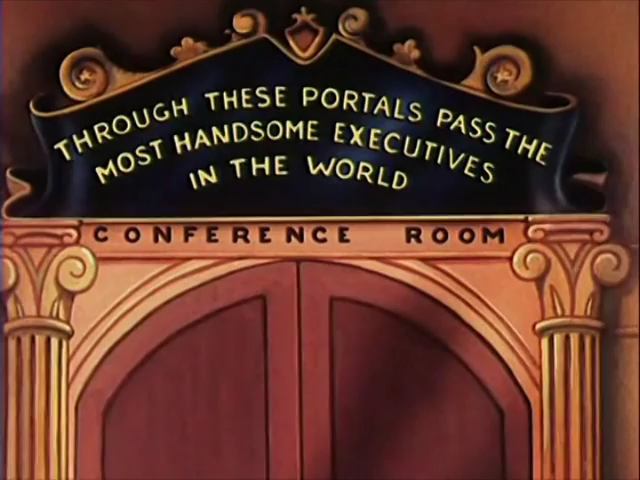 THROUGH THESE PORTALS PASS THE
MOST HANDSOME EXECUTIVES
IN THE WORLD
CONFERENCE ROOM